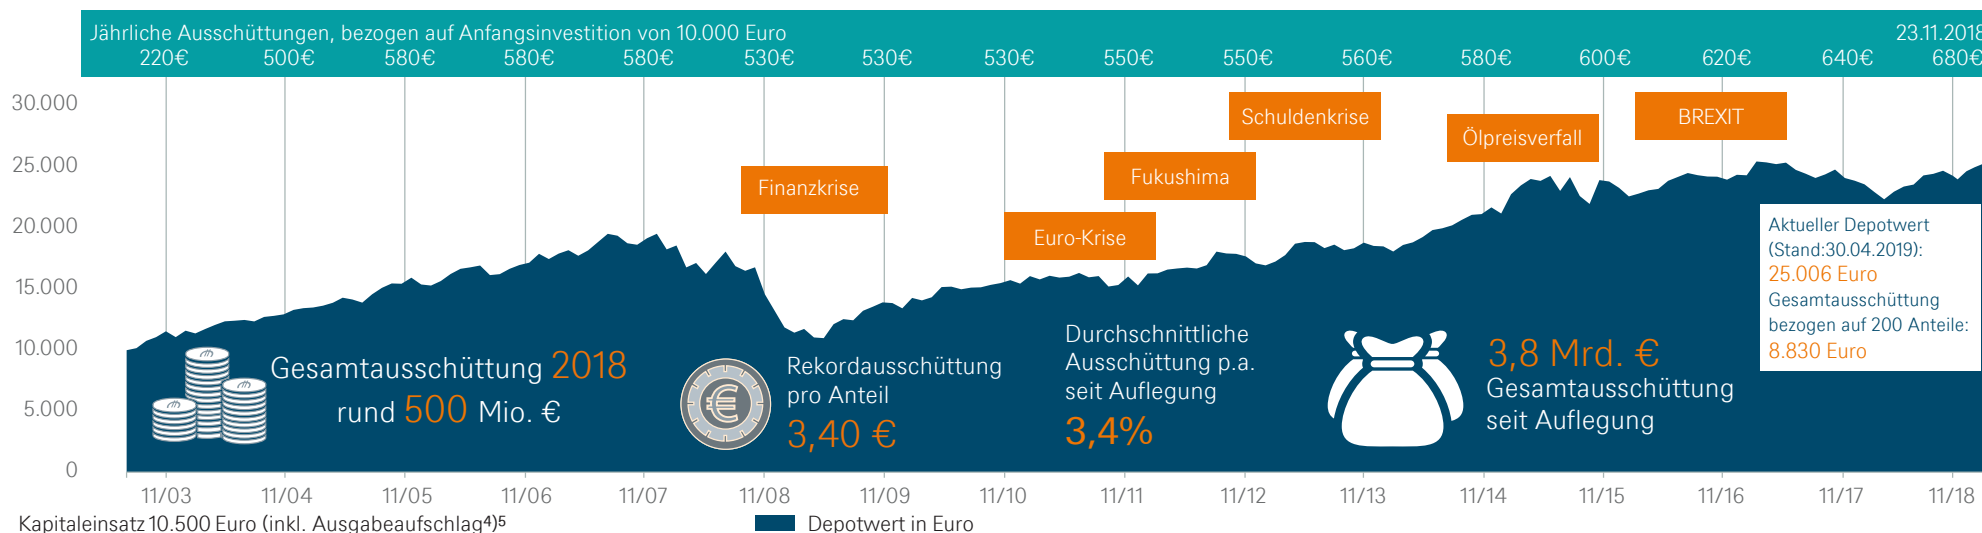 Jährliche Ausschüttungen, bezogen auf Anfangsinvestition von 10.000 Euro
23.11.2018
220€ 500€ 580€ 580€ 580€ 530€ 530€ 530€ 550€ 550€ 560€ 580€ 600€ 620€ 640€ 680€
30.000
25.000
20.000
15.000
10.000
5.000
0
Finanzkrise
Euro-Krise
Fukushima
Schuldenkrise
Ölpreisverfall
BREXIT
Aktueller Depotwert
(Stand:30.04.2019):
25.006 Euro
Gesamtausschüttung
bezogen auf 200 Anteile:
8.830 Euro
Gesamtausschüttung 2018
rund 500 Mio. €
€
Rekordausschüttung
pro Anteil
3,40 €
Durchschnittliche
Ausschüttung p.a.
seit Auflegung
3,4%
3,8 Mrd. €
Gesamtausschüttung
seit Auflegung
11/03 11/04 11/05 11/06 11/07 11/08 11/09 11/10 11/11 11/12 11/13 11/14 11/15 11/16 11/17 11/18
Kapitaleinsatz 10.500 Euro (inkl. Ausgabeaufschlag⁴)⁵
Depotwert in Euro